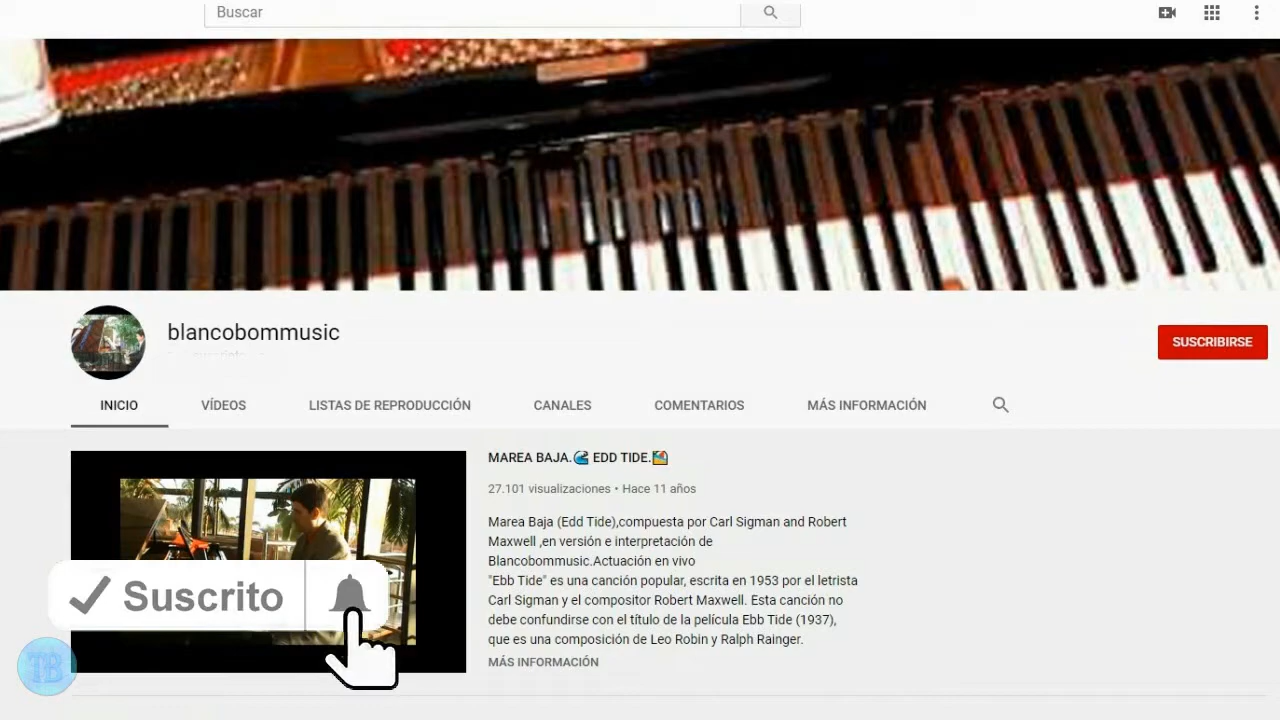 Buscar
blancobommusic
SUSCRIBIRSE
INICIO VÍDEOS LISTAS DE REPRODUCCIÓN CANALES COMENTARIOS MÁS INFORMACIÓN
MAREA BAJA.🌊 EDD TIDE.🏖
27.101 visualizaciones • Hace 11 años
Marea Baja (Edd Tide),compuesta por Carl Sigman and Robert
Maxwell ,en versión e interpretación de
Blancobommusic.Actuación en vivo
"Ebb Tide" es una canción popular, escrita en 1953 por el letrista
Carl Sigman y el compositor Robert Maxwell. Esta canción no
debe confundirse con el título de la película Ebb Tide (1937),
que es una composición de Leo Robin y Ralph Rainger.
MÁS INFORMACIÓN
Suscrito
TB